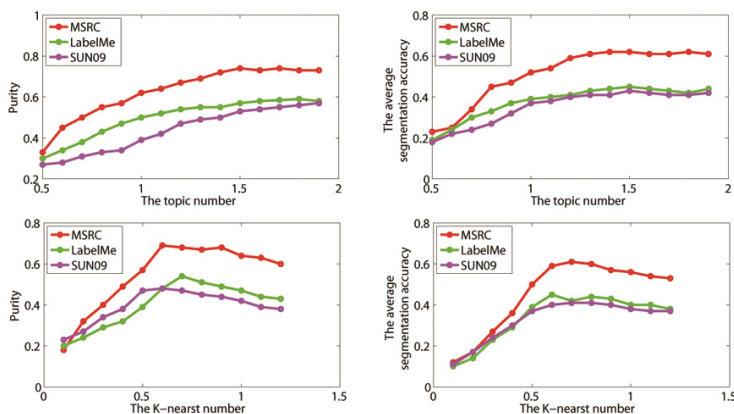 1
0.8
0.6
0.4
0.2
0.5
1
1.5
2
Purity
The topic number
MSRC
LabelMe
SUN09
0.8
0.6
0.4
0.2
0
0.5
1
1.5
2
The average
segmentation accuracy
The topic number
MSRC
LabelMe
SUN09
0.8
0.6
0.4
0.2
0
0
0.5
1
1.5
Purity
The K-nearst number
MSRC
LabelMe
SUN09
0.8
0.6
0.4
0.2
0
0
0.5
1
1.5
The average
segmentation accuracy
The K-nearst number
MSRC
LabelMe
SUN09